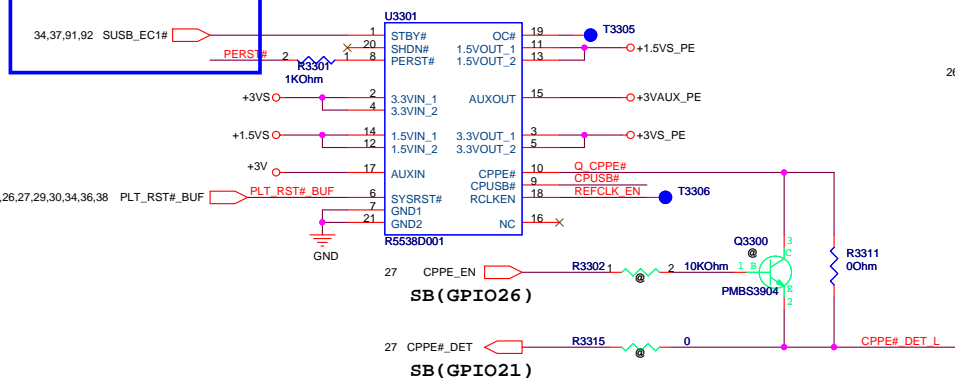 U3301
34,37,91,92 SUSB_EC1#
1 STBY#
20 SHDN#
PERST# 2 1 8 PERST#
R3301
1KOhm
+3VS 2 3.3VIN_1
4 3.3VIN_2
+1.5VS 14 1.5VIN_1
12 1.5VIN_2
+3V 17 AUXIN
,26,27,29,30,34,36,38 PLT_RST#_BUF PLT_RST#_BUF 6 SYSRST#
7 GND1
21 GND2
GND
R5538D001
OC# 19 T3305
1.5VOUT_1 11 +1.5VS_PE
1.5VOUT_2 13
AUXOUT 15 +3VAUX_PE
3.3VOUT_1 3 +3VS_PE
3.3VOUT_2 5
CPPE# 10 Q_CPPE#
CPUSB# 9 CPUSB#
RCLKEN 18 REFCLK_EN T3306
NC 16
26
27 CPPE_EN R3302 1 2 10KOhm
@
SB(GPIO26)
Q3300
@
1 B
3
C
E
2
PMBS3904
R3311
0Ohm
27 CPPE#_DET R3315 0 CPPE#_DET_L
@
SB(GPIO21)